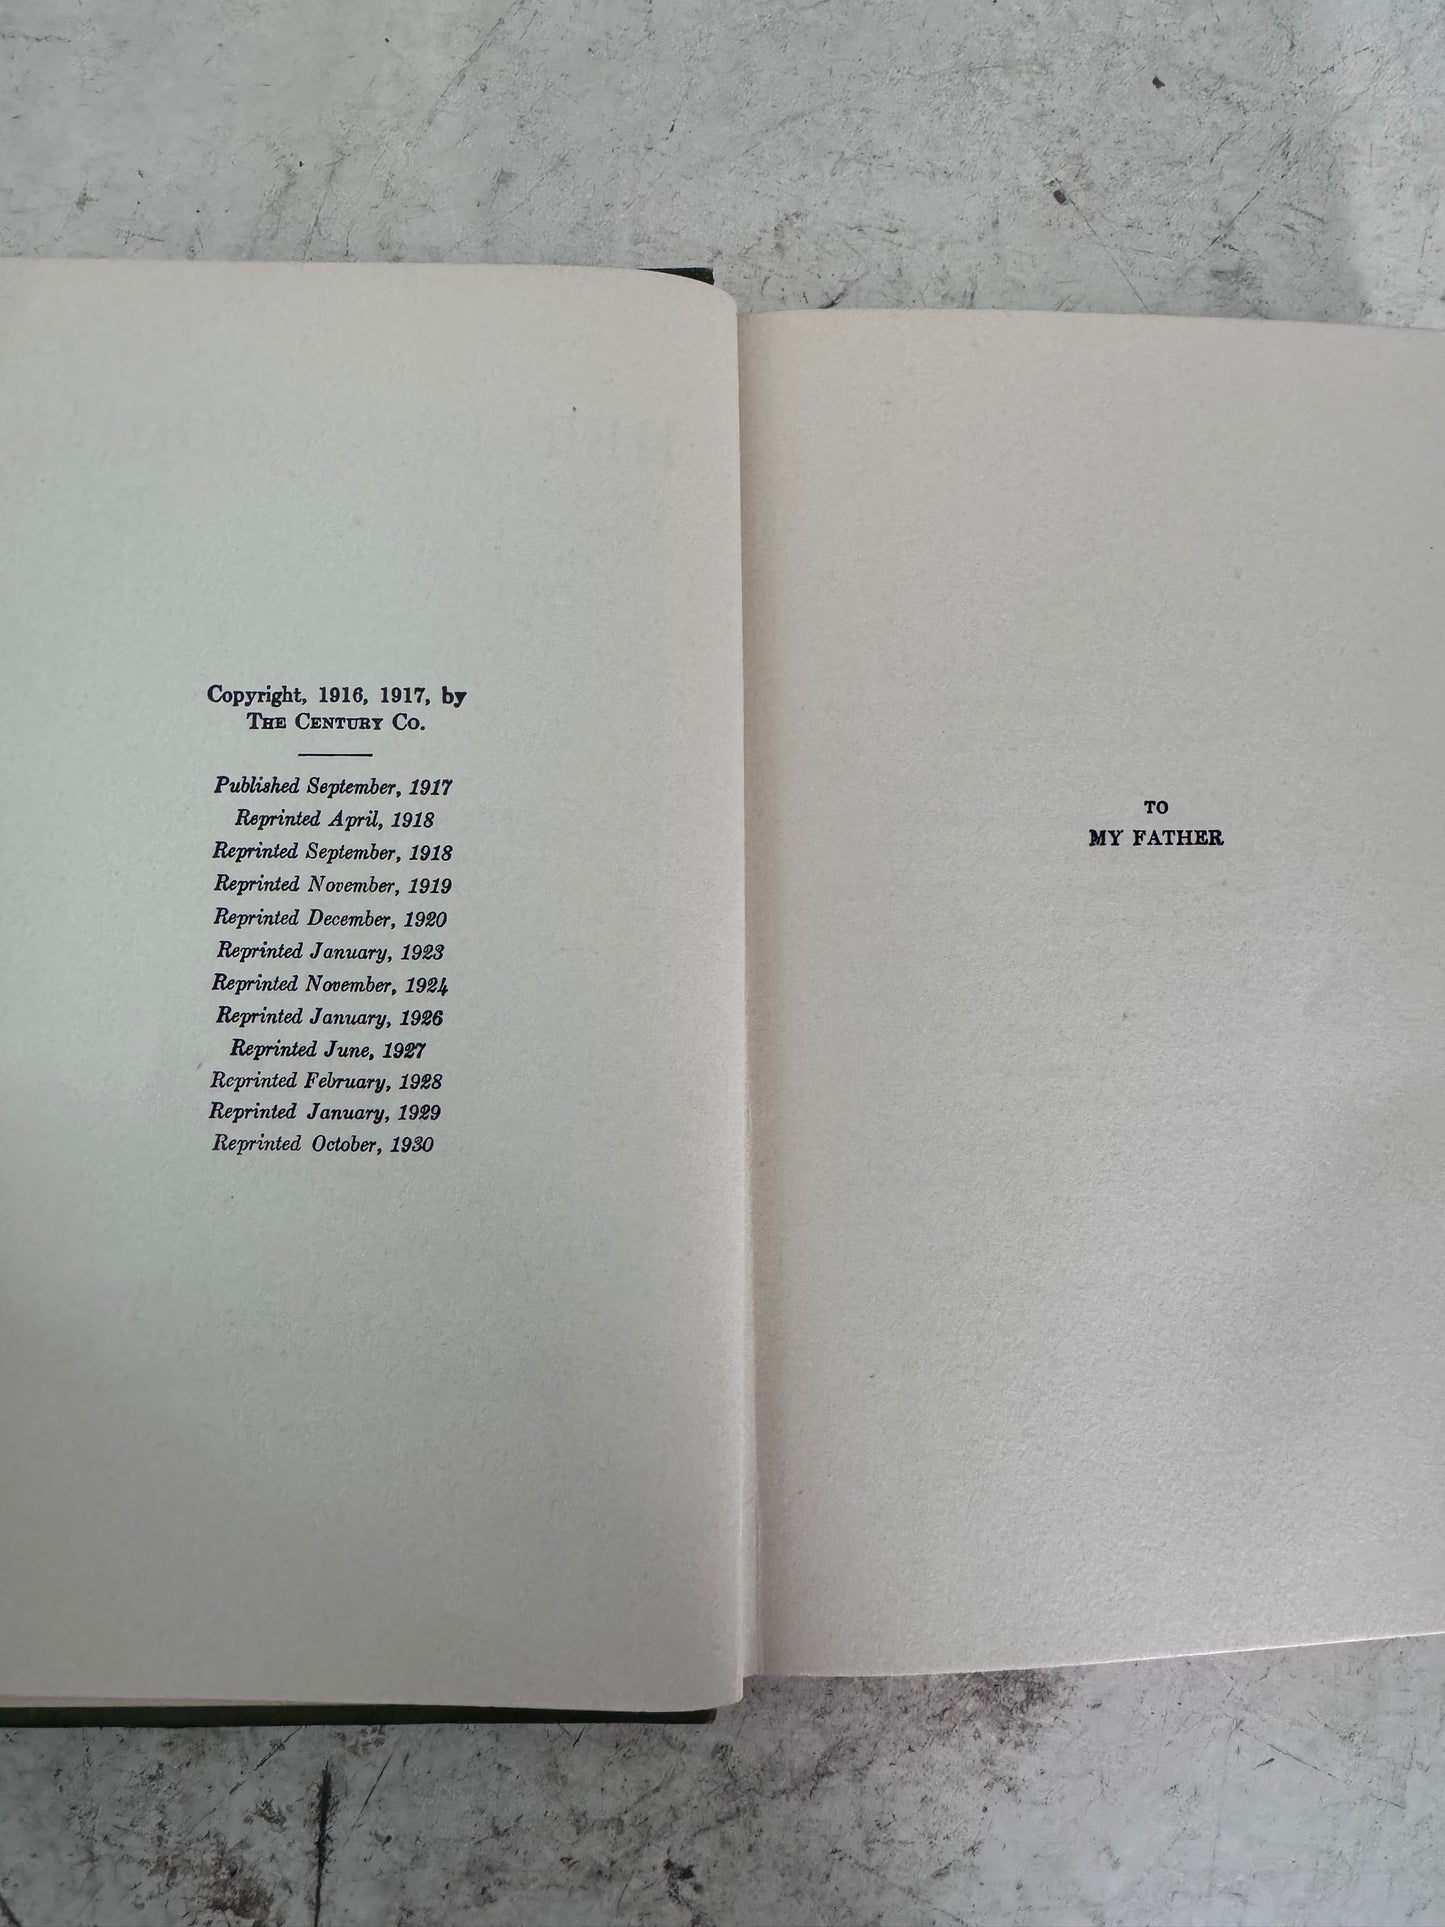 Copyright, 1916, 1917, by
THE CENTURY CO.
Published September, 1917
Reprinted April, 1918
Reprinted September, 1918
Reprinted November, 1919
Reprinted December, 1920
Reprinted January, 1923
Reprinted November, 1924
Reprinted January, 1926
Reprinted June, 1927
Reprinted February, 1928
Reprinted January, 1929
Reprinted October, 1930
TO
MY FATHER